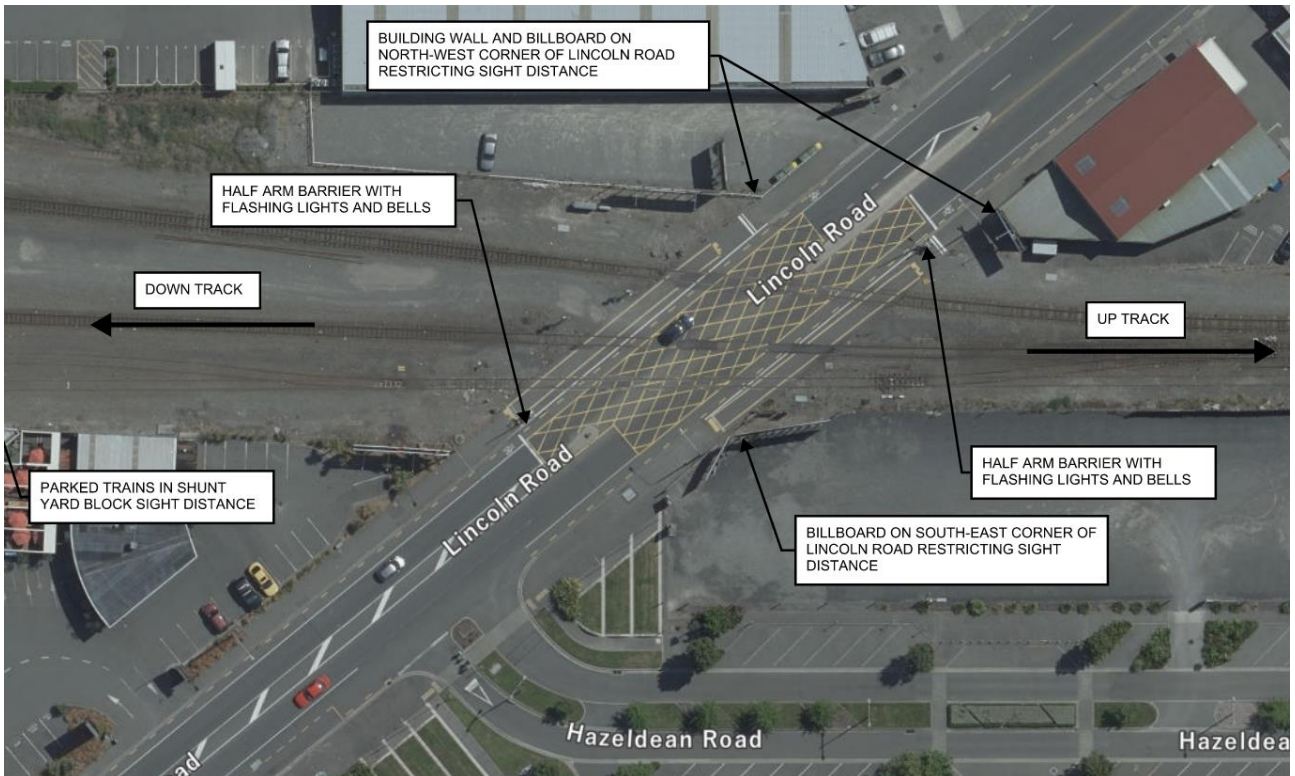 BUILDING WALL AND BILLBOARD ON
NORTH-WEST CORNER OF LINCOLN ROAD
RESTRICTING SIGHT DISTANCE
HALF ARM BARRIER WITH
FLASHING LIGHTS AND BELLS
Lincoln Road
DOWN TRACK
UP TRACK
Lincoln Road
PARKED TRAINS IN SHUNT
YARD BLOCK SIGHT DISTANCE
HALF ARM BARRIER WITH
FLASHING LIGHTS AND BELLS
BILLBOARD ON SOUTH-EAST CORNER OF
LINCOLN ROAD RESTRICTING SIGHT
DISTANCE
Hazeldean Road
Hazeldea
ad